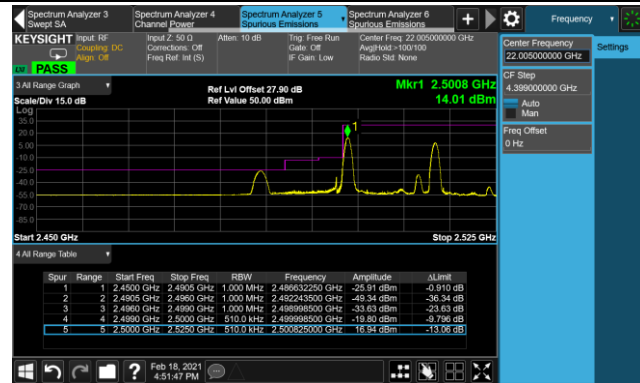 Spectrum Analyzer 3
Swept SA
Spectrum Analyzer 4
Channel Power
Spectrum Analyzer 5
Spurious Emissions
Spectrum Analyzer 6
Spurious Emissions
Frequency
KEYSIGHT
Input: RF
Coupling: DC
Align: Off
Input Z: 50 Ω
Corrections: Off
Freq Ref: Int (S)
Atten: 10 dB
Trig: Free Run
Gate: Off
IF Gain: Low
Center Freq: 22.005000000 GHz
Avg|Hold >100/100
Radio Std: None
LXI
PASS
Center Frequency
22.005000000 GHz
Settings
CF Step
4.399000000 GHz
Auto
Man
Freq Offset
0 Hz
3 All Range Graph
Scale/Div 15.0 dB
Ref Lvl Offset 27.90 dB
Ref Value 50.00 dBm
Mkr1 2.5008 GHz
14.01 dBm
Log
35.0
20.0
5.00
-10.0
-25.0
-40.0
-55.0
-70.0
-85.0
1
Start 2.450 GHz
Stop 2.525 GHz
4 All Range Table
Spur Range Start Freq Stop Freq RBW Frequency Amplitude ΔLimit
1 1 2.4500 GHz 2.4905 GHz 1.000 MHz 2.486632250 GHz -25.91 dBm -0.910 dB
2 2 2.4905 GHz 2.4960 GHz 1.000 MHz 2.492243500 GHz -49.34 dBm -36.34 dB
3 3 2.4960 GHz 2.4990 GHz 1.000 MHz 2.498998500 GHz -33.63 dBm -23.63 dB
4 4 2.4990 GHz 2.5000 GHz 510.0 kHz 2.499998500 GHz -19.80 dBm -9.796 dB
5 5 2.5000 GHz 2.5250 GHz 510.0 kHz 2.500825000 GHz 16.94 dBm -13.06 dB
Feb 18, 2021
4:51:47 PM